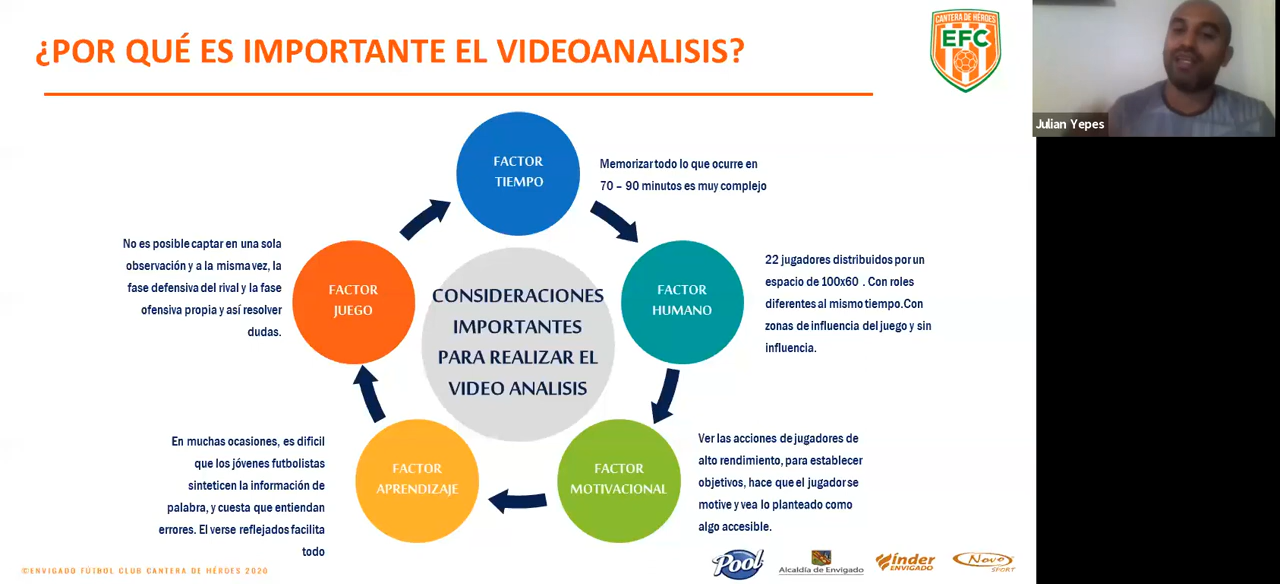 ¿POR QUÉ ES IMPORTANTE EL VIDEOANALISIS?
CANTERA DE HÉROES
EFC
Julian Yepes
FACTOR
TIEMPO
Memorizar todo lo que ocurre en
70 – 90 minutos es muy complejo
FACTOR
HUMANO
22 jugadores distribuidos por un
espacio de 100x60 . Con roles
diferentes al mismo tiempo.Con
zonas de influencia del juego y sin
influencia.
FACTOR
MOTIVACIONAL
Ver las acciones de jugadores de
alto rendimiento, para establecer
objetivos, hace que el jugador se
motive y vea lo planteado como
algo accesible.
FACTOR
APRENDIZAJE
En muchas ocasiones, es dificil
que los jóvenes futbolistas
sinteticen la información de
palabra, y cuesta que entiendan
errores. El verse reflejados facilita
todo
FACTOR
JUEGO
No es posible captar en una sola
observación y a la misma vez, la
fase defensiva del rival y la fase
ofensiva propia y así resolver
dudas.
CONSIDERACIONES
IMPORTANTES
PARA REALIZAR EL
VIDEO ANALISIS
©ENVIGADO FÚTBOL CLUB CANTERA DE HÉROES 2020
Pool
Alcaldía de Envigado
índer
ENVIGADO
Novo
SPORT